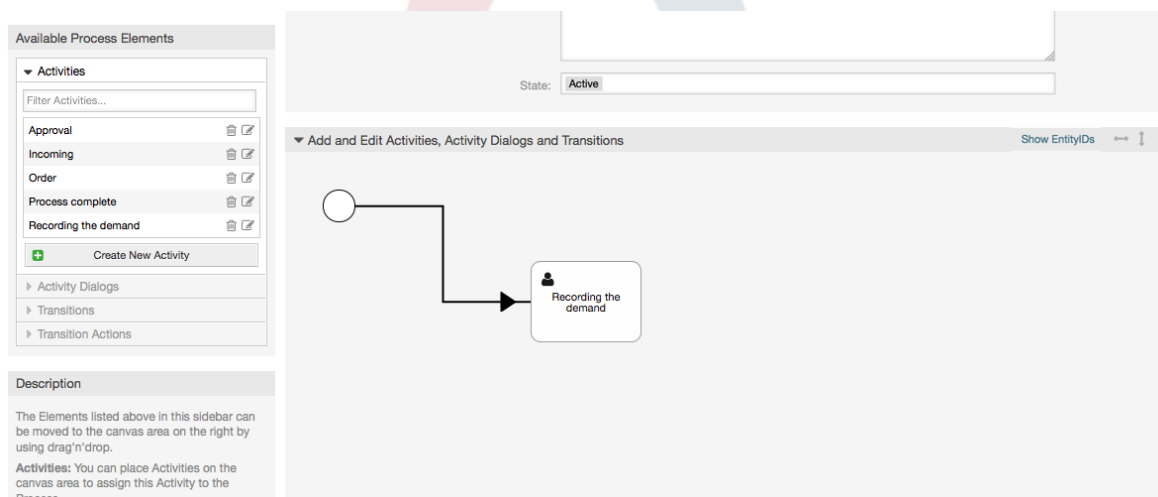 Available Process Elements
Activities
Filter Activities...
Approval
Incoming
Order
Process complete
Recording the demand
Create New Activity
Activity Dialogs
Transitions
Transition Actions
Description
The Elements listed above in this sidebar can
be moved to the canvas area on the right by
using drag'n'drop.
Activities: You can place Activities on the
canvas area to assign this Activity to the
Process
State: Active
Add and Edit Activities, Activity Dialogs and Transitions
Show EntityIDs
Recording the
demand